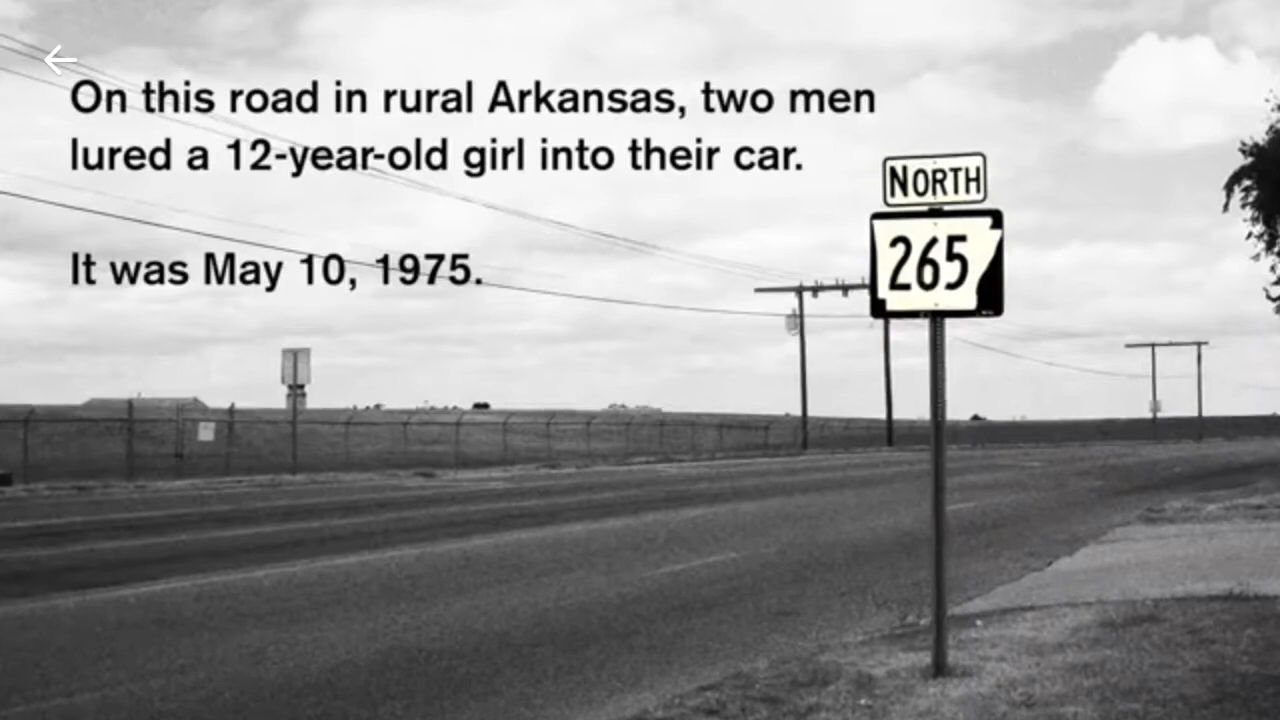 On this road in rural Arkansas, two men
lured a 12-year-old girl into their car.
It was May 10, 1975.
NORTH
265